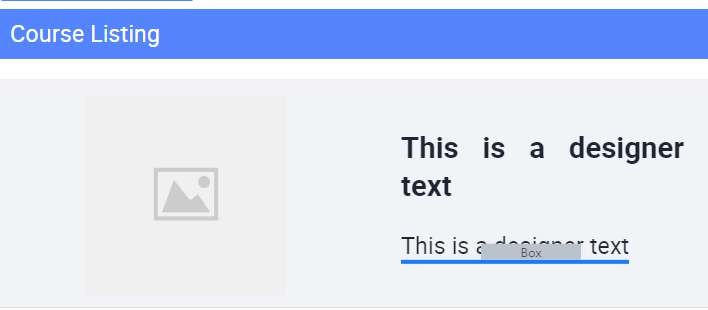 Course Listing
This is a designer
text
This is a designer text
Box